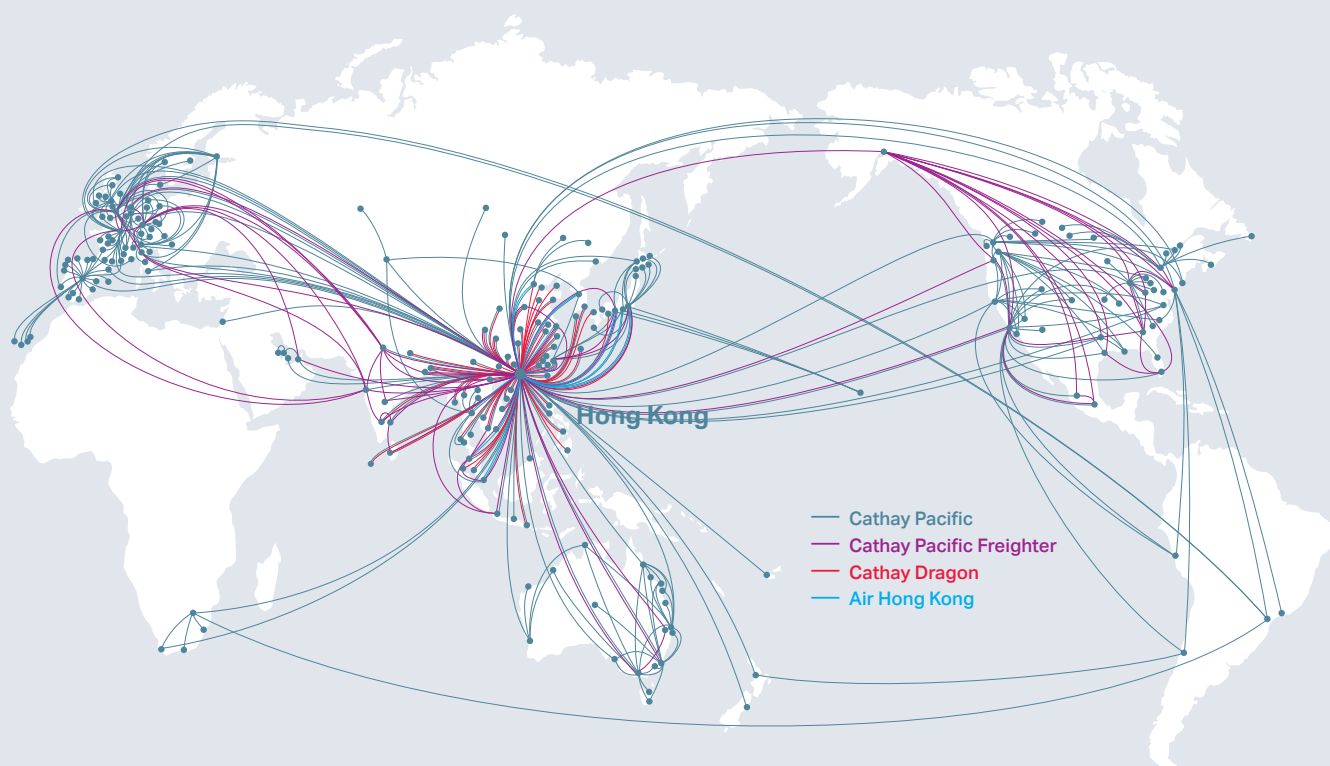 Hong Kong
Cathay Pacific
Cathay Pacific Freighter
Cathay Dragon
Air Hong Kong